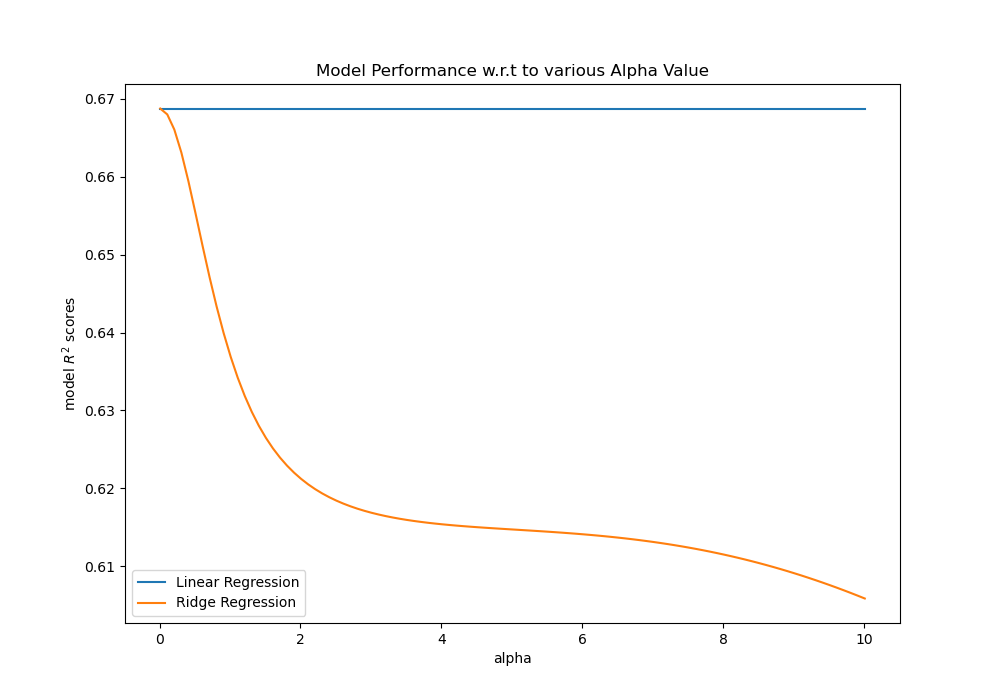 Model Performance w.r.t to various Alpha Value
0.67
0.66
0.65
0.64
0.63
0.62
0.61
model R² scores
Linear Regression
Ridge Regression
0 2 4 6 8 10
alpha